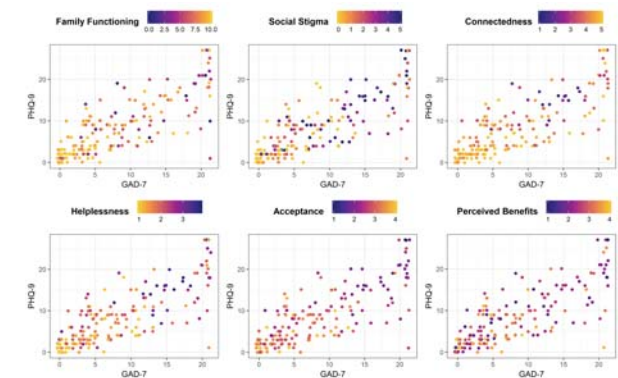 Family Functioning 0.0 2.5 5.0 7.5 10.0
Social Stigma 0 1 2 3 4 5
Connectedness 1 2 3 4 5
20
10
0
PHQ-9
0 5 10 15 20
GAD-7
20
10
0
PHQ-9
0 5 10 15 20
GAD-7
20
10
0
PHQ-9
0 5 10 15 20
GAD-7
Helplessness 1 2 3
Acceptance 1 2 3 4
Perceived Benefits 1 2 3 4
20
10
0
PHQ-9
0 5 10 15 20
GAD-7
20
10
0
PHQ-9
0 5 10 15 20
GAD-7
20
10
0
PHQ-9
0 5 10 15 20
GAD-7